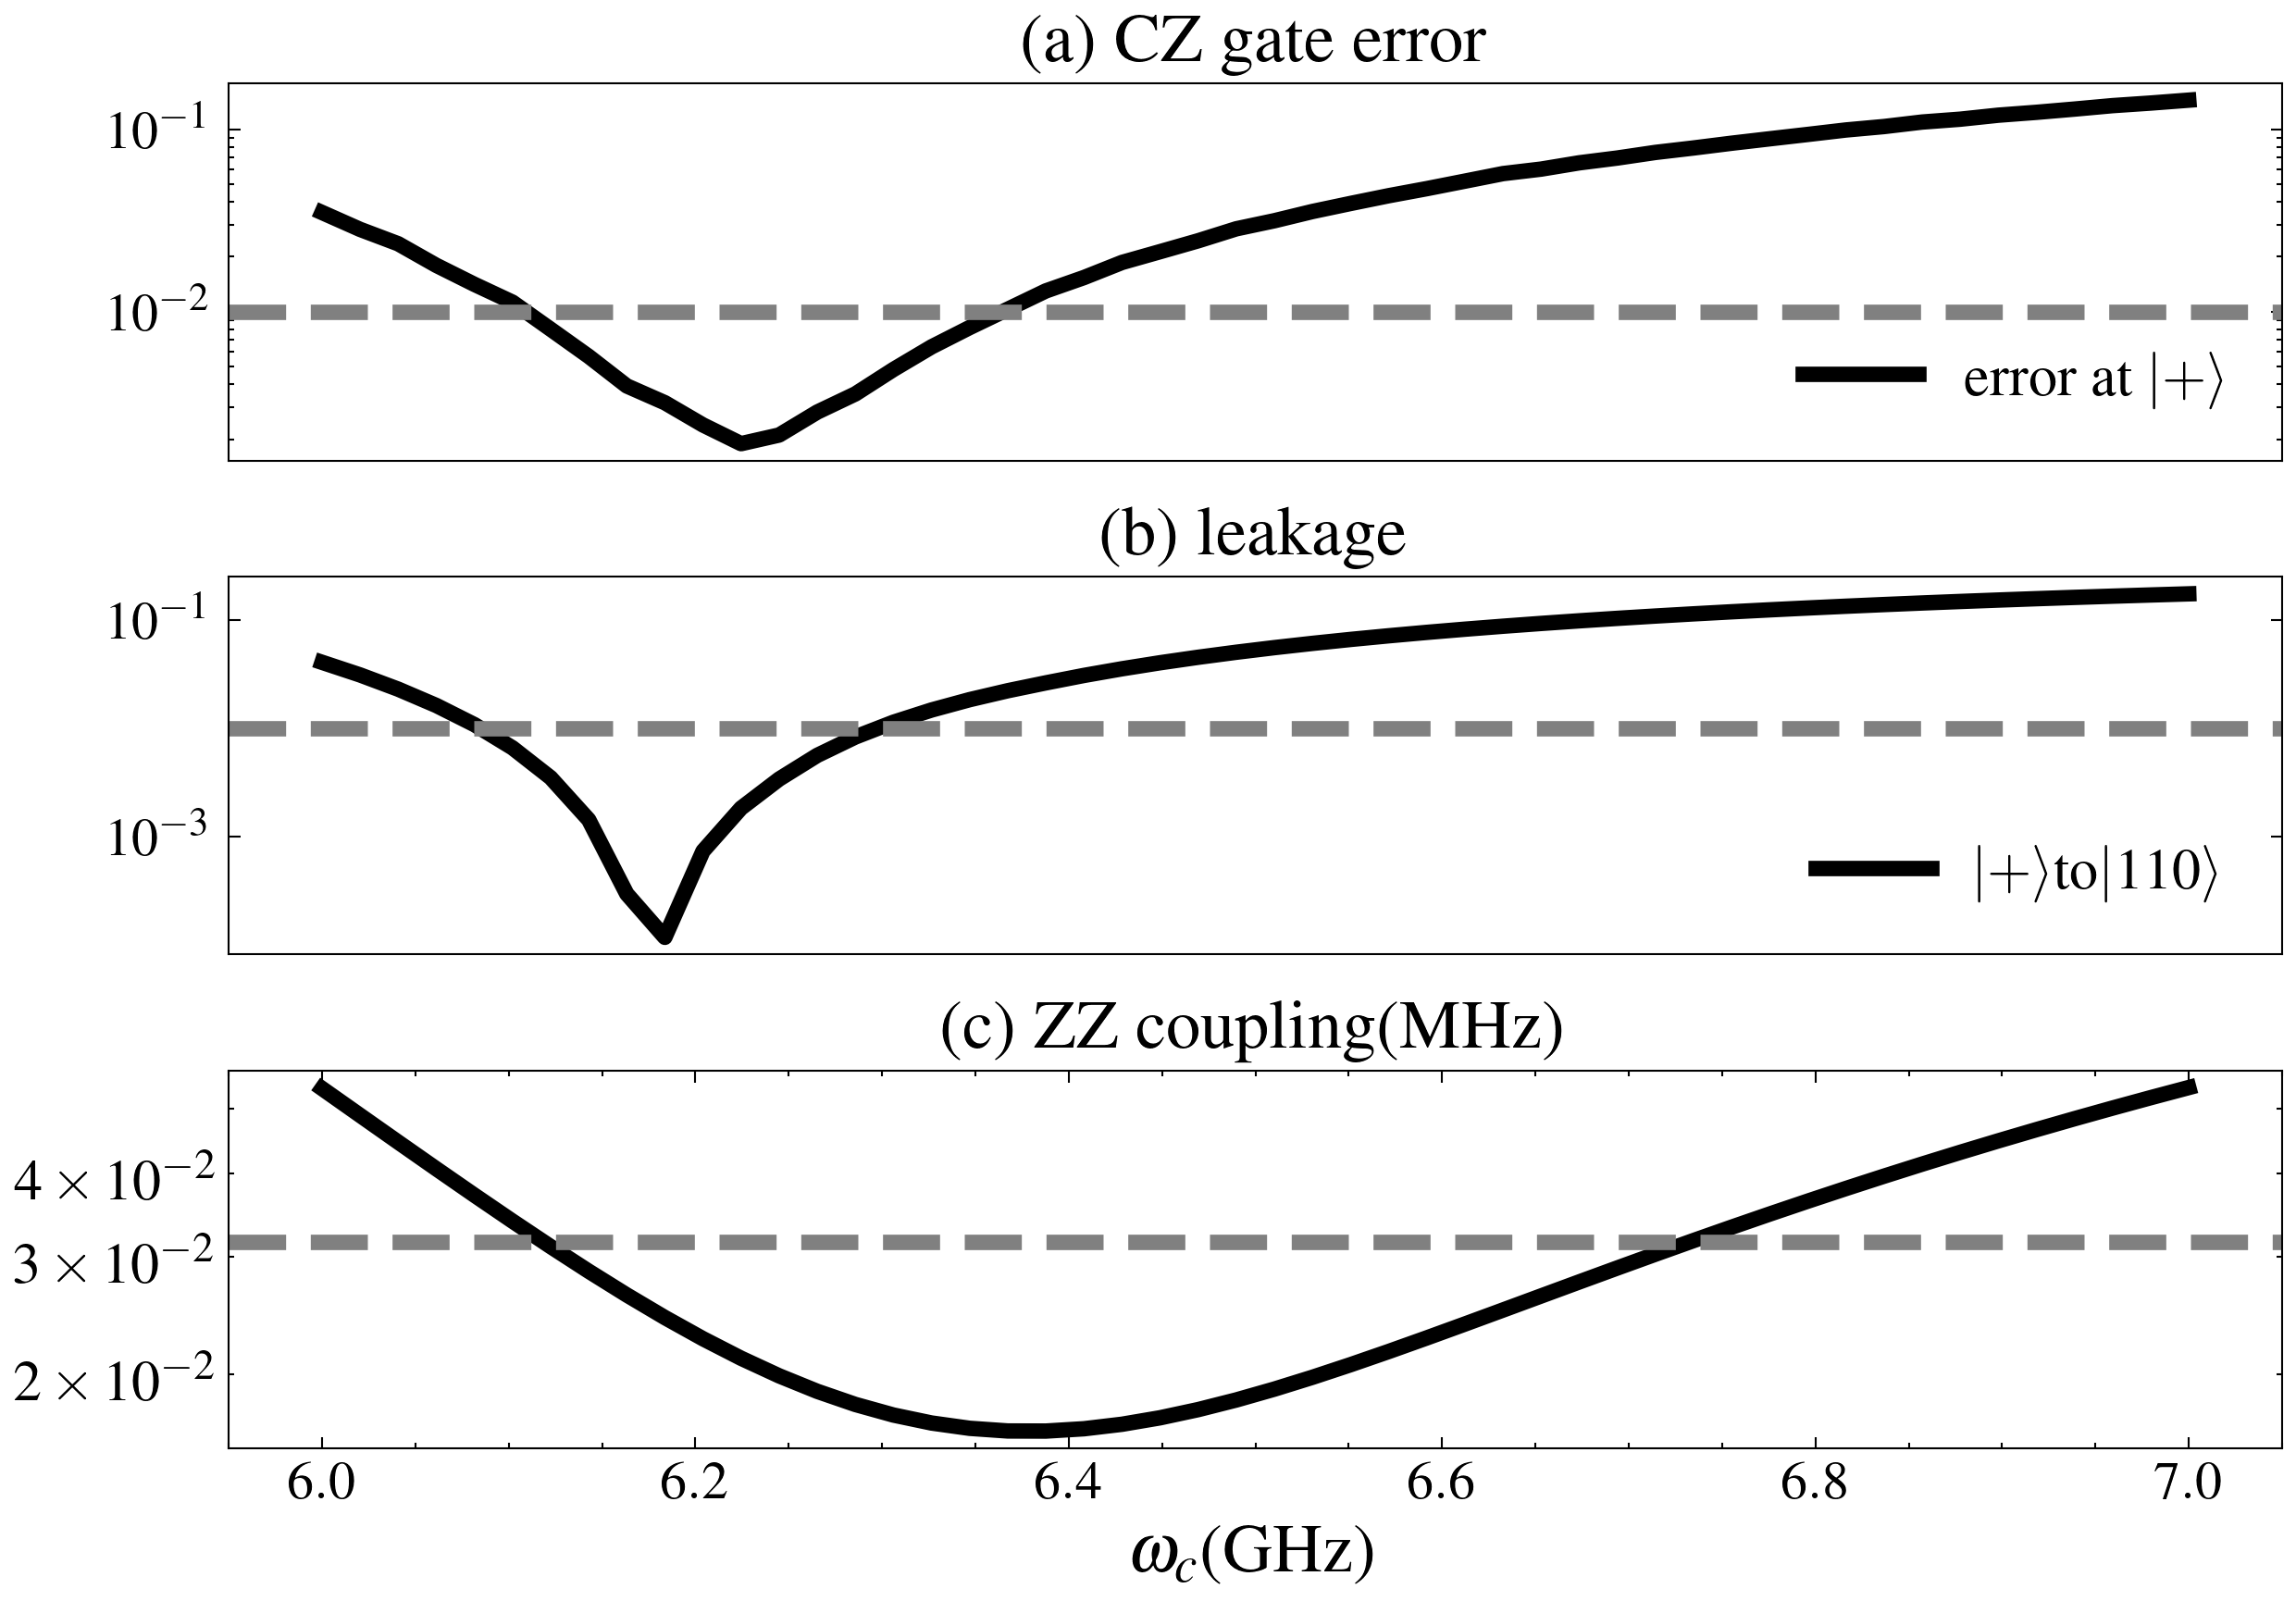 (a) CZ gate error
10⁻¹
10⁻²
error at |+⟩
(b) leakage
10⁻¹
10⁻³
|+⟩to|110⟩
(c) ZZ coupling(MHz)
4 × 10⁻²
3 × 10⁻²
2 × 10⁻²
6.0 6.2 6.4 6.6 6.8 7.0
ω_c(GHz)